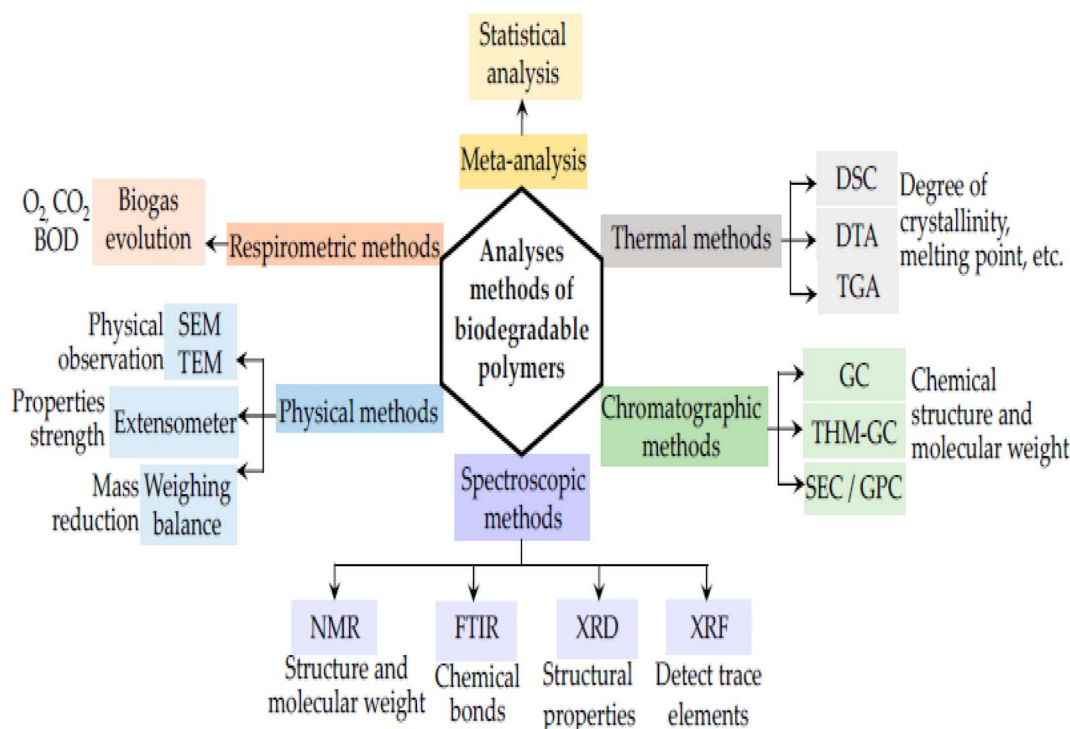 Statistical
analysis
Meta-analysis
O₂, CO₂
BOD
Biogas
evolution
Respirometric methods
Analyses
methods of
biodegradable
polymers
Thermal methods
DSC
DTA
TGA
Degree of
crystallinity,
melting point, etc.
Physical
observation
SEM
TEM
Properties
strength
Extensometer
Mass
reduction
Weighing
balance
Physical methods
Chromatographic
methods
GC
THM-GC
SEC / GPC
Chemical
structure and
molecular weight
Spectroscopic
methods
NMR
Structure and
molecular weight
FTIR
Chemical
bonds
XRD
Structural
properties
XRF
Detect trace
elements